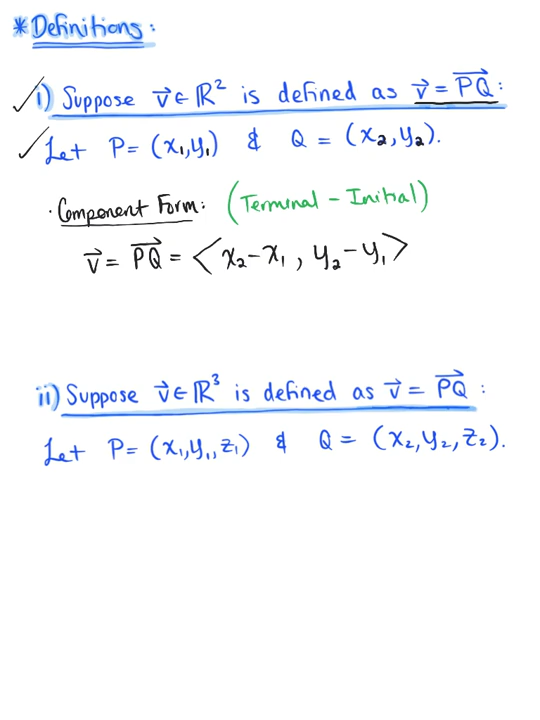 * Definitions:
i) Suppose v⃗ ∈ ℝ² is defined as v⃗ = PQ⃗:
Let P = (x₁,y₁) & Q = (x₂,y₂).
· Component Form: (Terminal - Initial)
v⃗ = PQ⃗ = <x₂-x₁, y₂-y₁>
ii) Suppose v⃗ ∈ ℝ³ is defined as v⃗ = PQ⃗:
Let P = (x₁,y₁,z₁) & Q = (x₂,y₂,z₂).